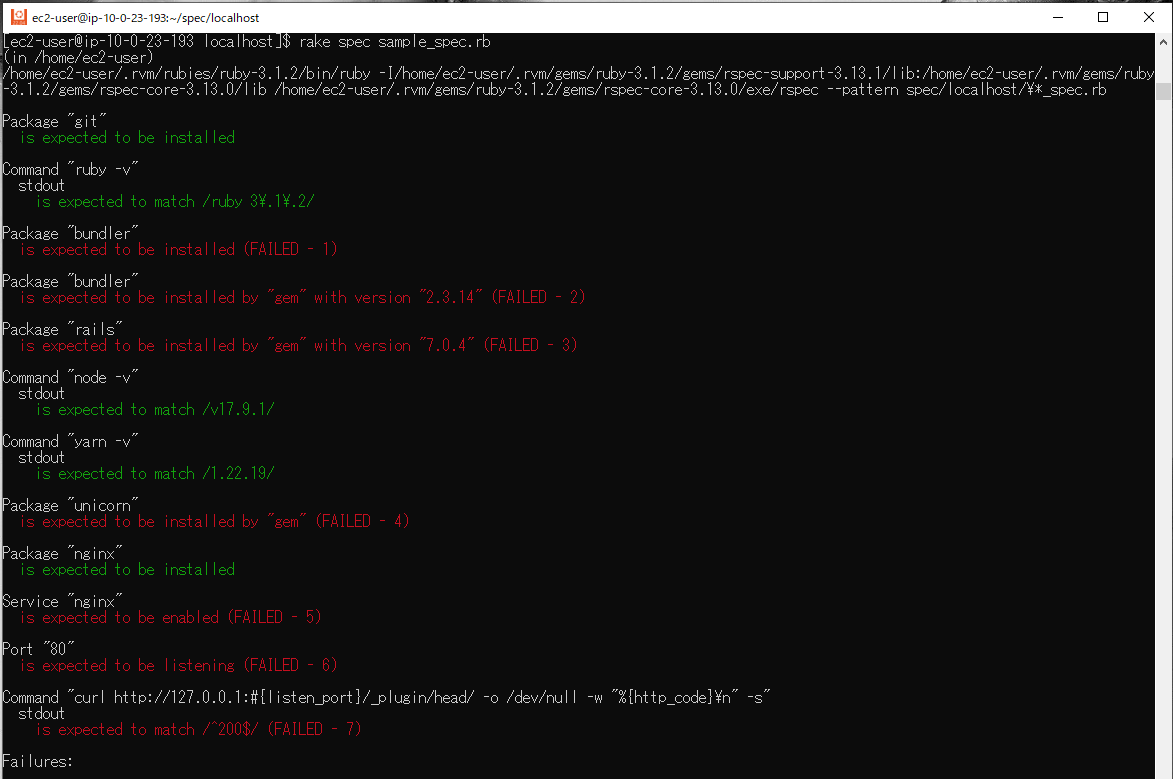 ec2-user@ip-10-0-23-193:~/spec/localhost
[ec2-user@ip-10-0-23-193 localhost]$ rake spec sample_spec.rb
(in /home/ec2-user)
/home/ec2-user/.rvm/rubies/ruby-3.1.2/bin/ruby -I/home/ec2-user/.rvm/gems/ruby-3.1.2/gems/rspec-support-3.13.1/lib:/home/ec2-user/.rvm/gems/ruby
-3.1.2/gems/rspec-core-3.13.0/lib /home/ec2-user/.rvm/gems/ruby-3.1.2/gems/rspec-core-3.13.0/exe/rspec --pattern spec/localhost/¥*_spec.rb
Package "git"
is expected to be installed
Command "ruby -v"
stdout
is expected to match /ruby 3¥.1¥.2/
Package "bundler"
is expected to be installed (FAILED - 1)
Package "bundler"
is expected to be installed by "gem" with version "2.3.14" (FAILED - 2)
Package "rails"
is expected to be installed by "gem" with version "7.0.4" (FAILED - 3)
Command "node -v"
stdout
is expected to match /v17.9.1/
Command "yarn -v"
stdout
is expected to match /1.22.19/
Package "unicorn"
is expected to be installed by "gem" (FAILED - 4)
Package "nginx"
is expected to be installed
Service "nginx"
is expected to be enabled (FAILED - 5)
Port "80"
is expected to be listening (FAILED - 6)
Command "curl http://127.0.0.1:#{listen_port}/_plugin/head/ -o /dev/null -w "%{http_code}¥n" -s"
stdout
is expected to match /^200$/ (FAILED - 7)
Failures: